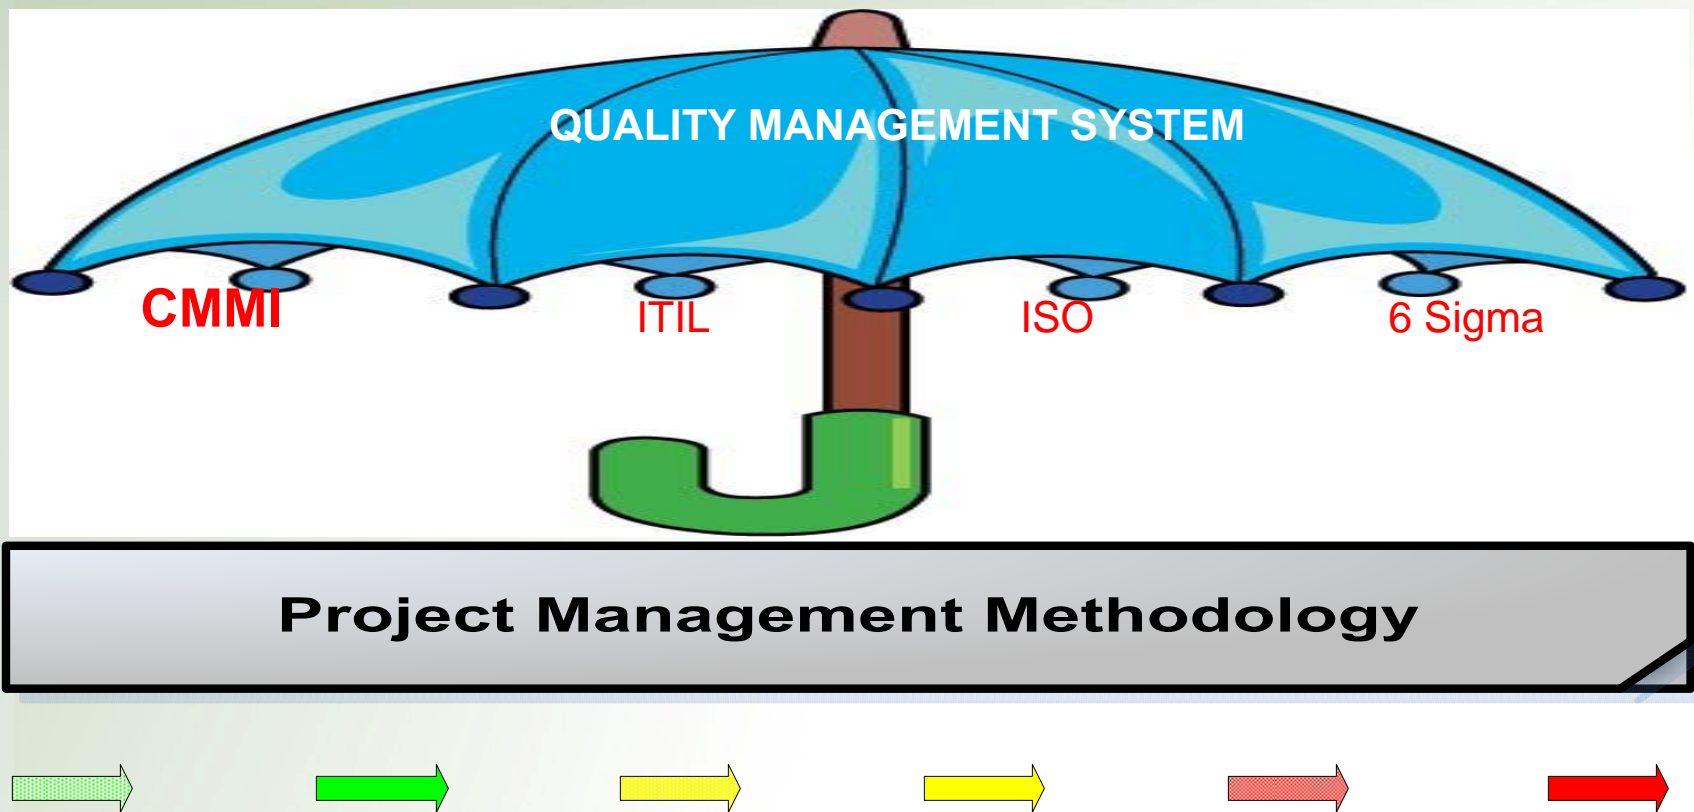 QUALITY MANAGEMENT SYSTEM
CMMI
ITIL
ISO
6 Sigma
Project Management Methodology